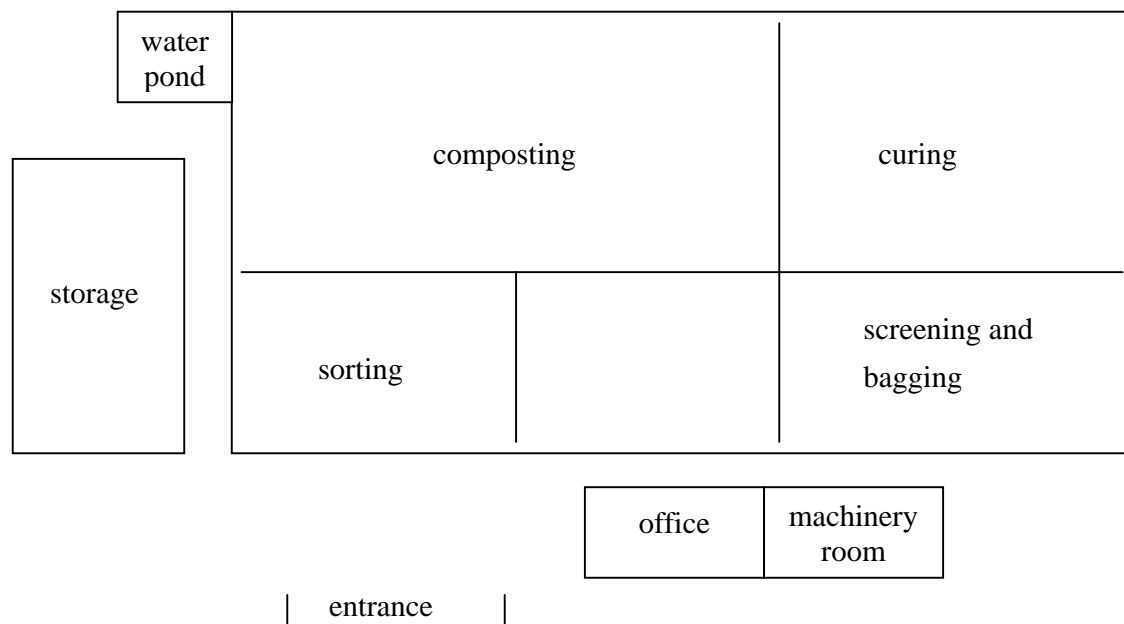 water
pond
composting
curing
storage
sorting
screening and
bagging
office
machinery
room
entrance